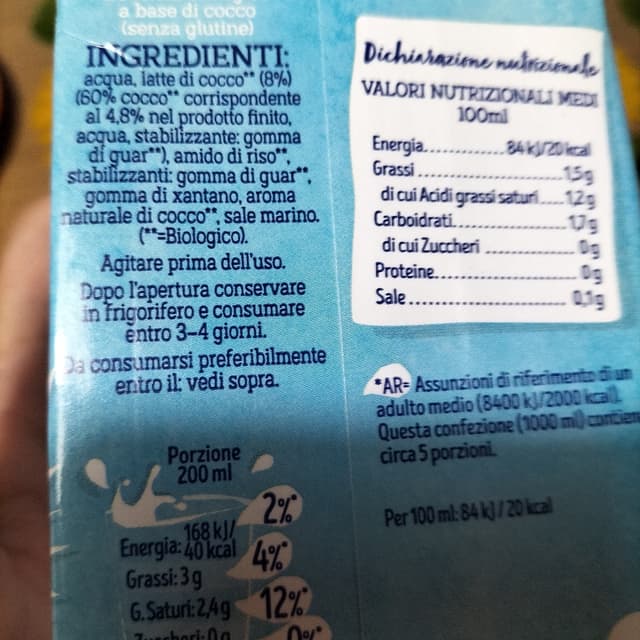 a base di cocco
(senza glutine)
INGREDIENTI:
acqua, latte di cocco** (8%)
(60% cocco** corrispondente
al 4,8% nel prodotto finito,
acqua, stabilizzante: gomma
di guar**), amido di riso**,
stabilizzanti: gomma di guar**,
gomma di xantano, aroma
naturale di cocco**, sale marino.
(**=Biologico).
Agitare prima dell'uso.
Dopo l'apertura conservare
in frigorifero e consumare
entro 3-4 giorni.
Da consumarsi preferibilmente
entro il: vedi sopra.
Porzione
200 ml
Energia: 168 kJ/ 40 kcal 2%*
Grassi: 3 g 4%*
G. Saturi: 2,4 g 12%*
Zuccheri: 0 g 0%*
Dichiarazione nutrizionale
VALORI NUTRIZIONALI MEDI
100ml
Energia.............84 kJ/20 kcal
Grassi.............1,5g
di cui Acidi grassi saturi....1,2g
Carboidrati.............1,7g
di cui Zuccheri.............0g
Proteine.............0g
Sale.............0,1g
*AR= Assunzioni di riferimento di un
adulto medio (8400 kJ/2000 kcal).
Questa confezione (1000 ml) contiene
circa 5 porzioni.
Per 100 ml: 84 kJ / 20 kcal